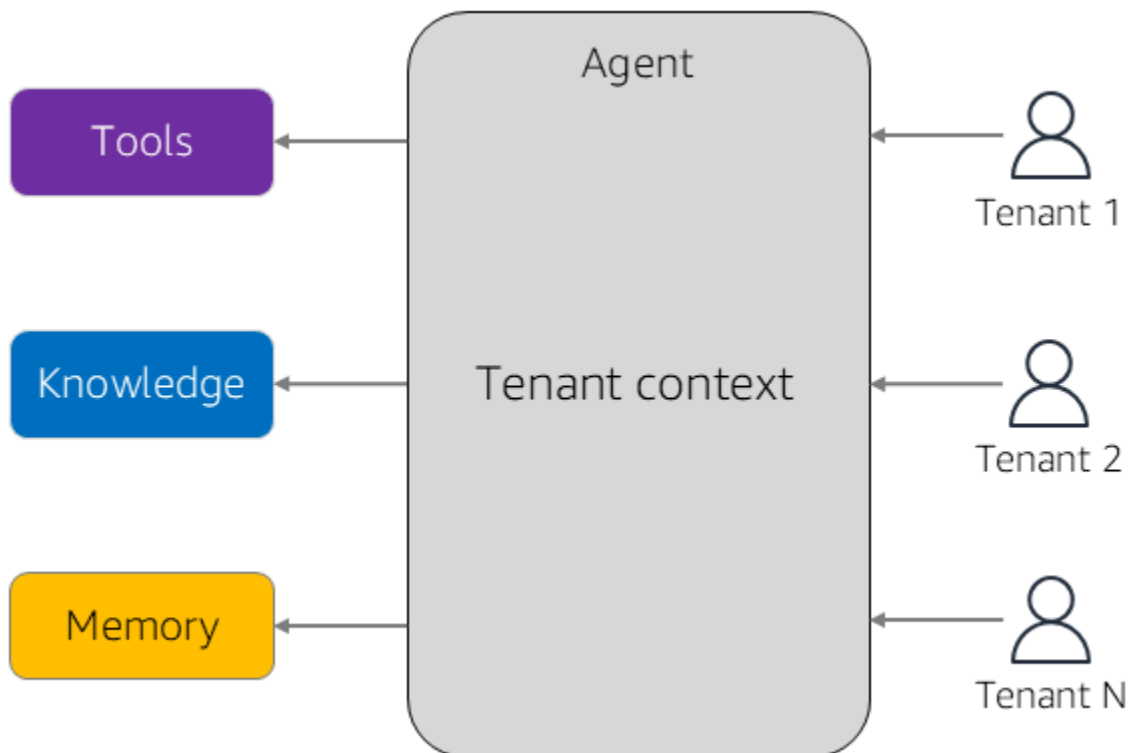 Agent
Tools
Tenant 1
Knowledge
Tenant context
Tenant 2
Memory
Tenant N